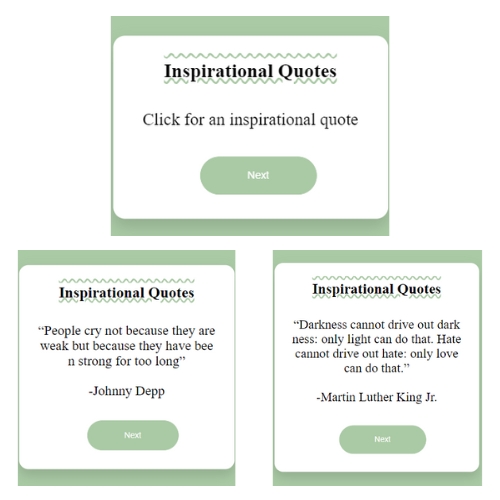 Inspirational Quotes
Click for an inspirational quote
Next
Inspirational Quotes
“People cry not because they are
weak but because they have bee
n strong for too long”
-Johnny Depp
Next
Inspirational Quotes
“Darkness cannot drive out dark
ness: only light can do that. Hate
cannot drive out hate: only love
can do that.”
-Martin Luther King Jr.
Next